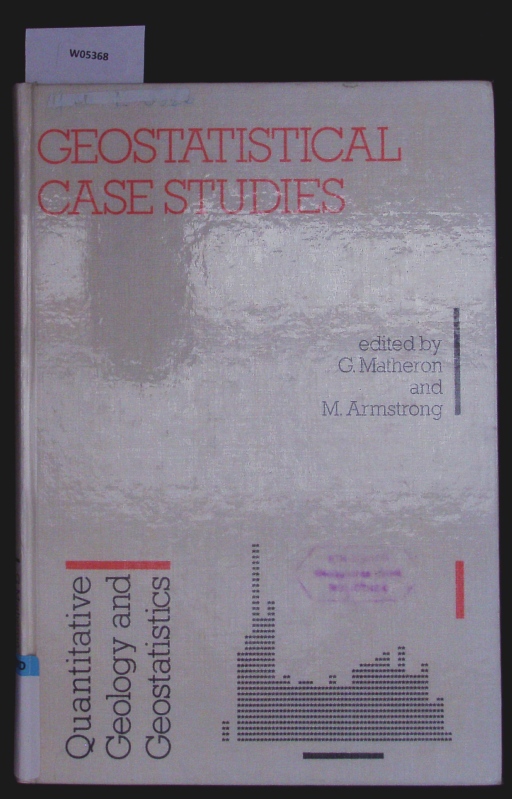 W05368
GEOSTATISTICAL
CASE STUDIES
edited by
G. Matheron
and
M. Armstrong
Quantitative
Geology and
Geostatistics